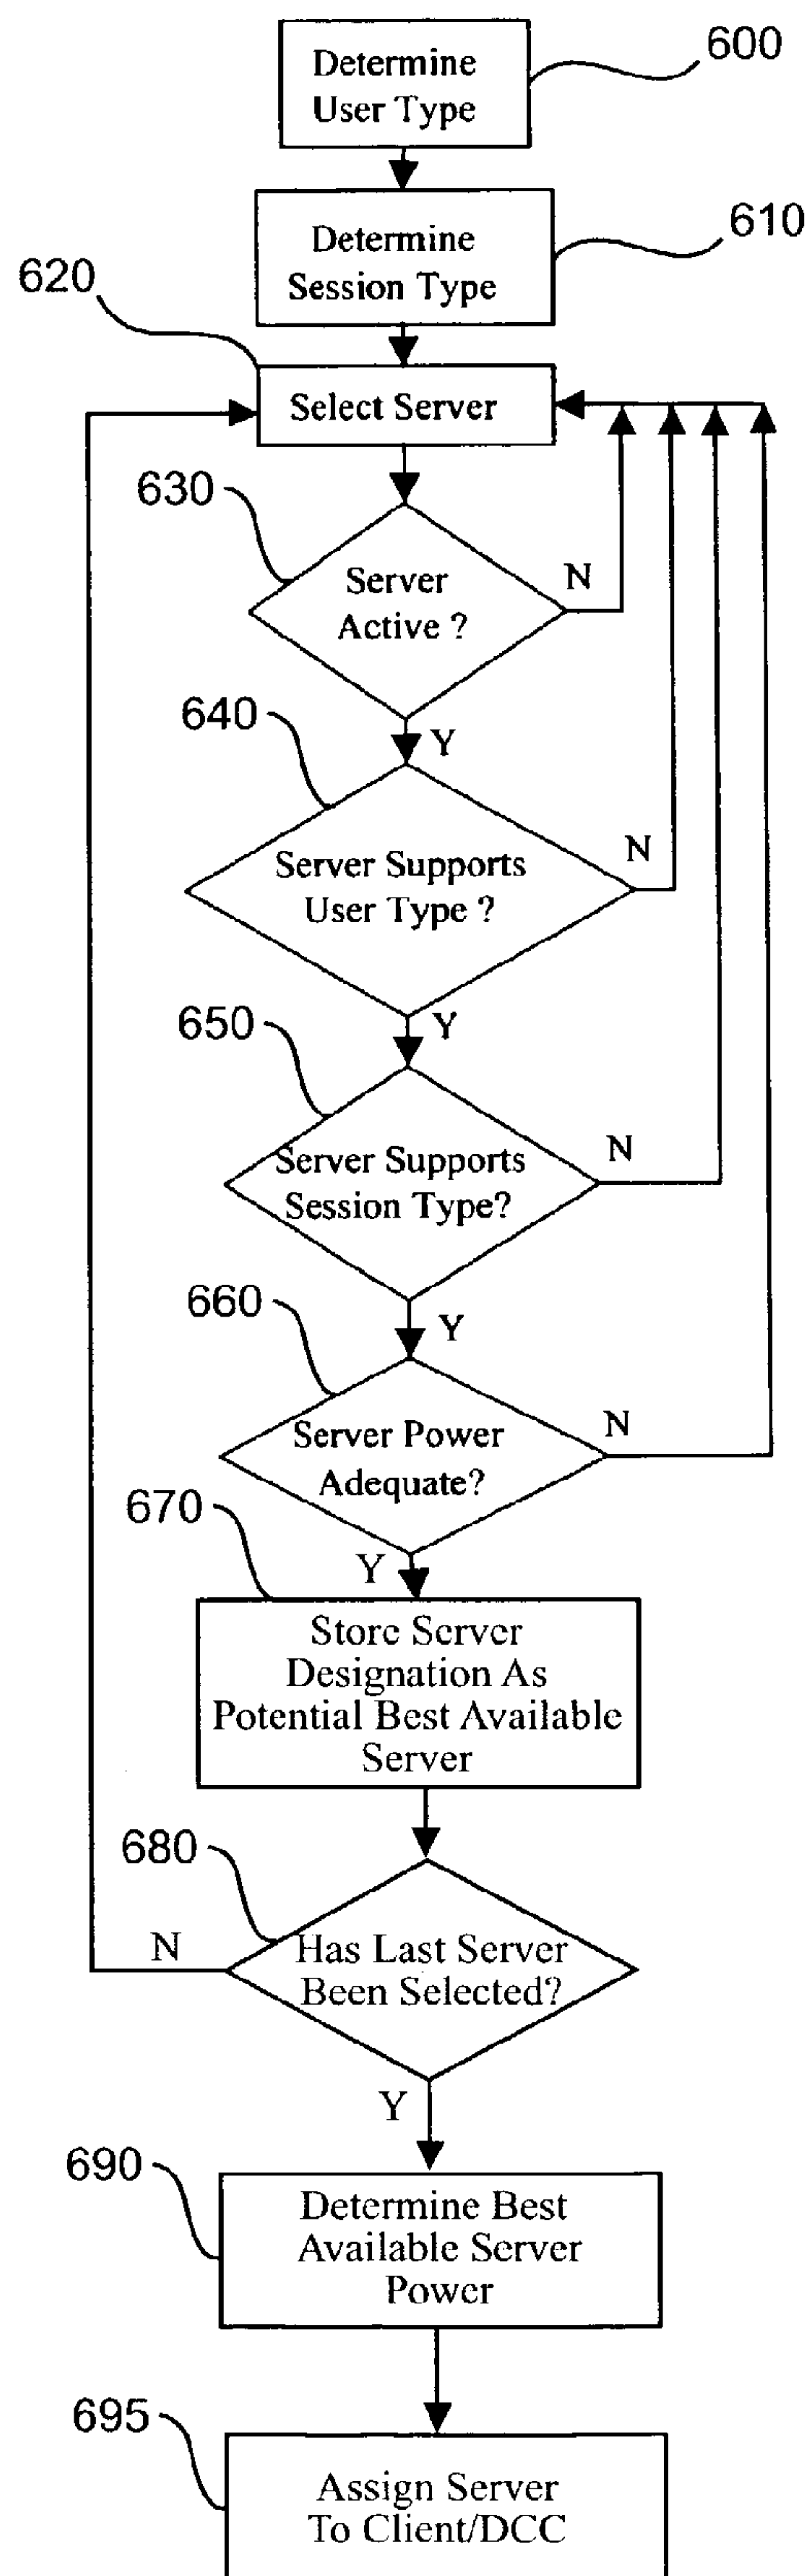 Determine
User Type
600
Determine
Session Type
610
620
Select Server
630
Server
Active ?
N
Y
640
Server Supports
User Type ?
N
Y
650
Server Supports
Session Type?
N
Y
660
Server Power
Adequate?
N
Y
670
Store Server
Designation As
Potential Best Available
Server
680
Has Last Server
Been Selected?
N
Y
690
Determine Best
Available Server
Power
695
Assign Server
To Client/DCC